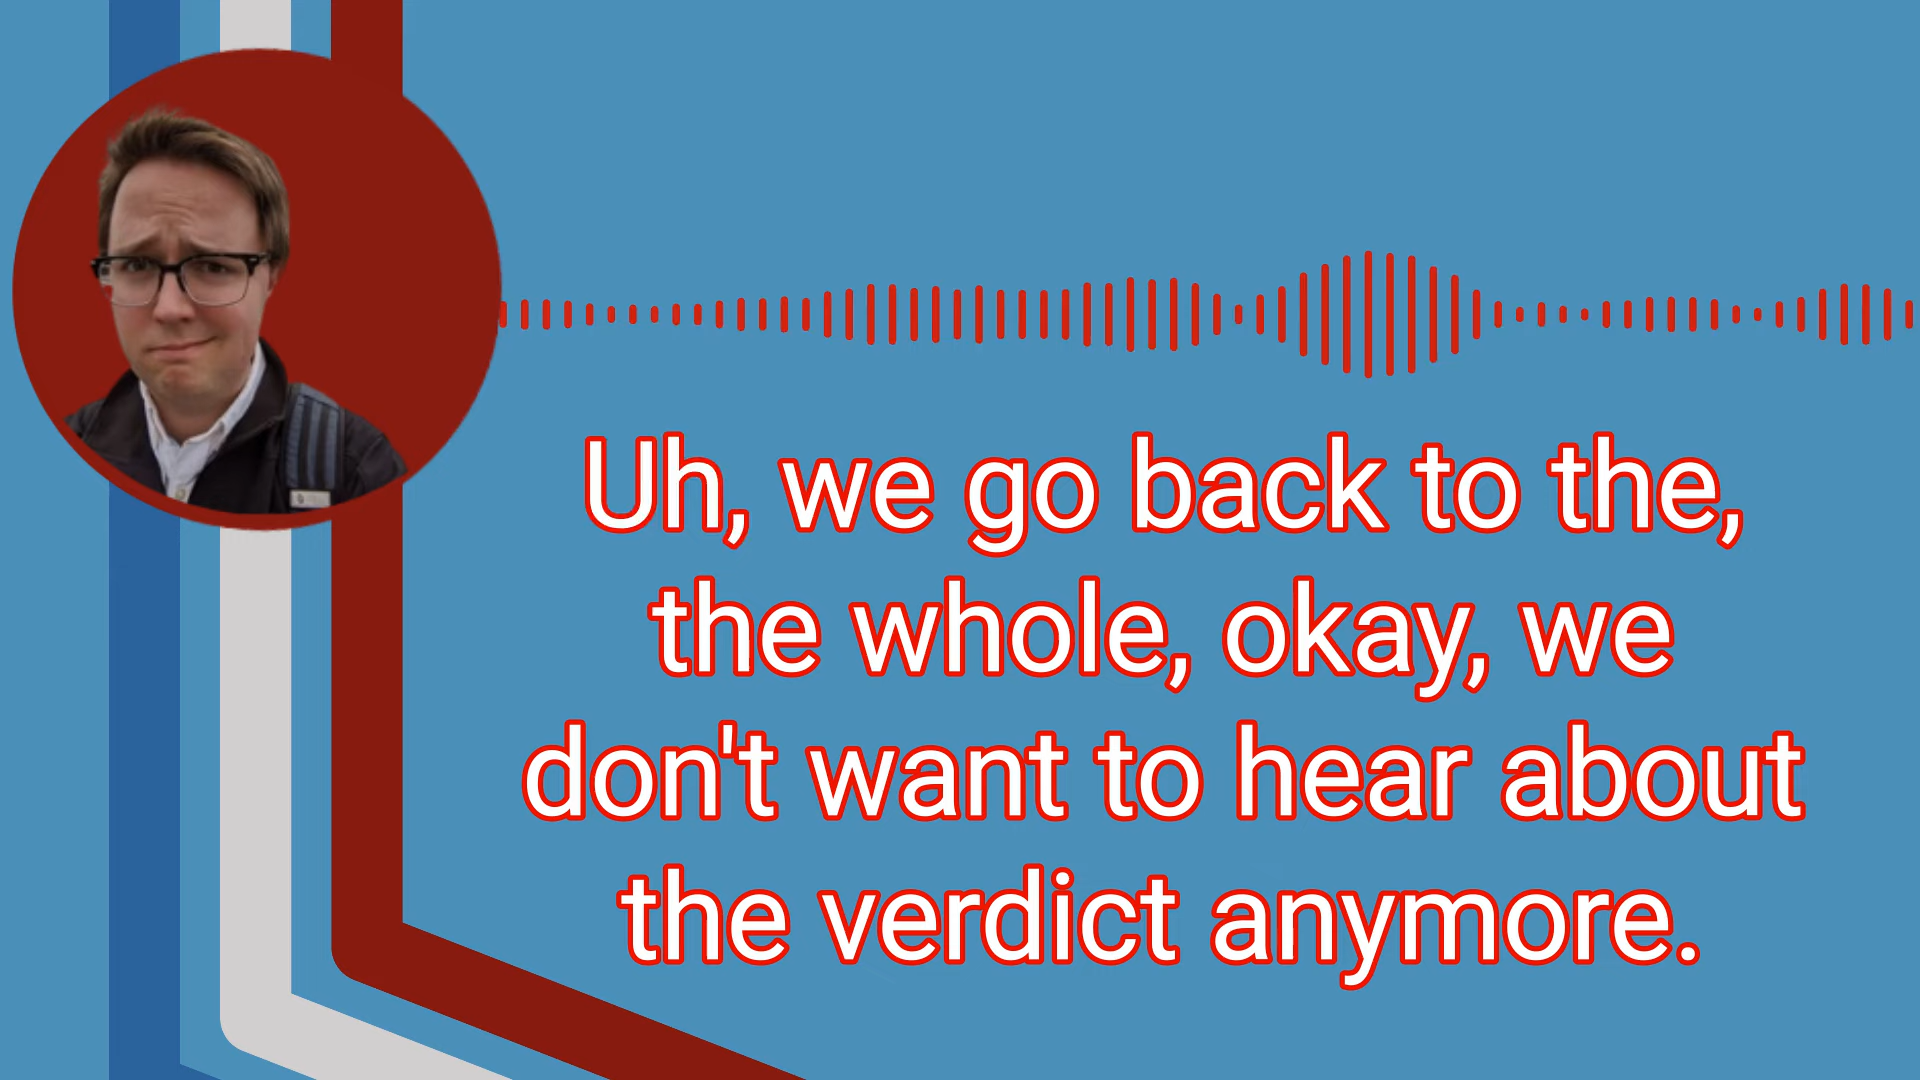 Uh, we go back to the,
the whole, okay, we
don't want to hear about
the verdict anymore.